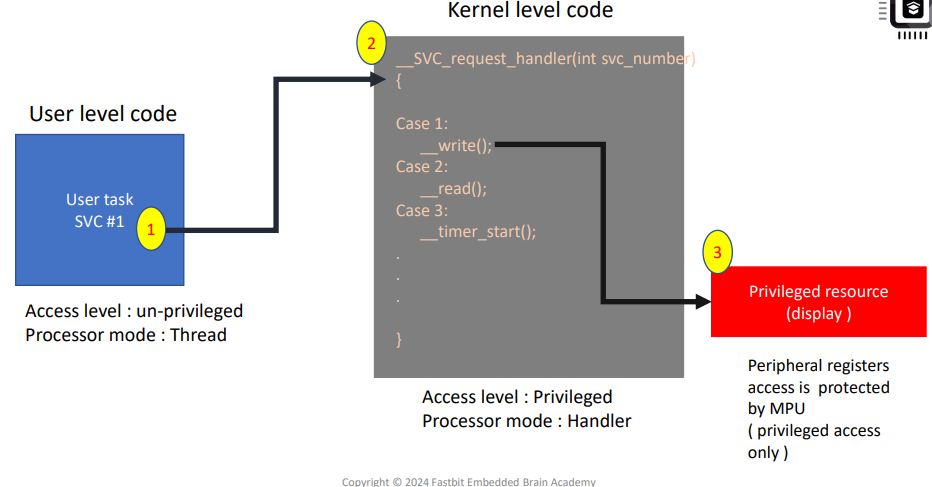 Kernel level code
2
__SVC_request_handler(int svc_number)
{
User level code
Case 1:
__write();
Case 2:
__read();
User task
SVC #1
1
Case 3:
__timer_start();
.
.
.
}
3
Privileged resource
(display )
Access level : un-privileged
Processor mode : Thread
Peripheral registers
access is  protected
by MPU
( privileged access
only )
Access level : Privileged
Processor mode : Handler
Copyright © 2024 Fastbit Embedded Brain Academy